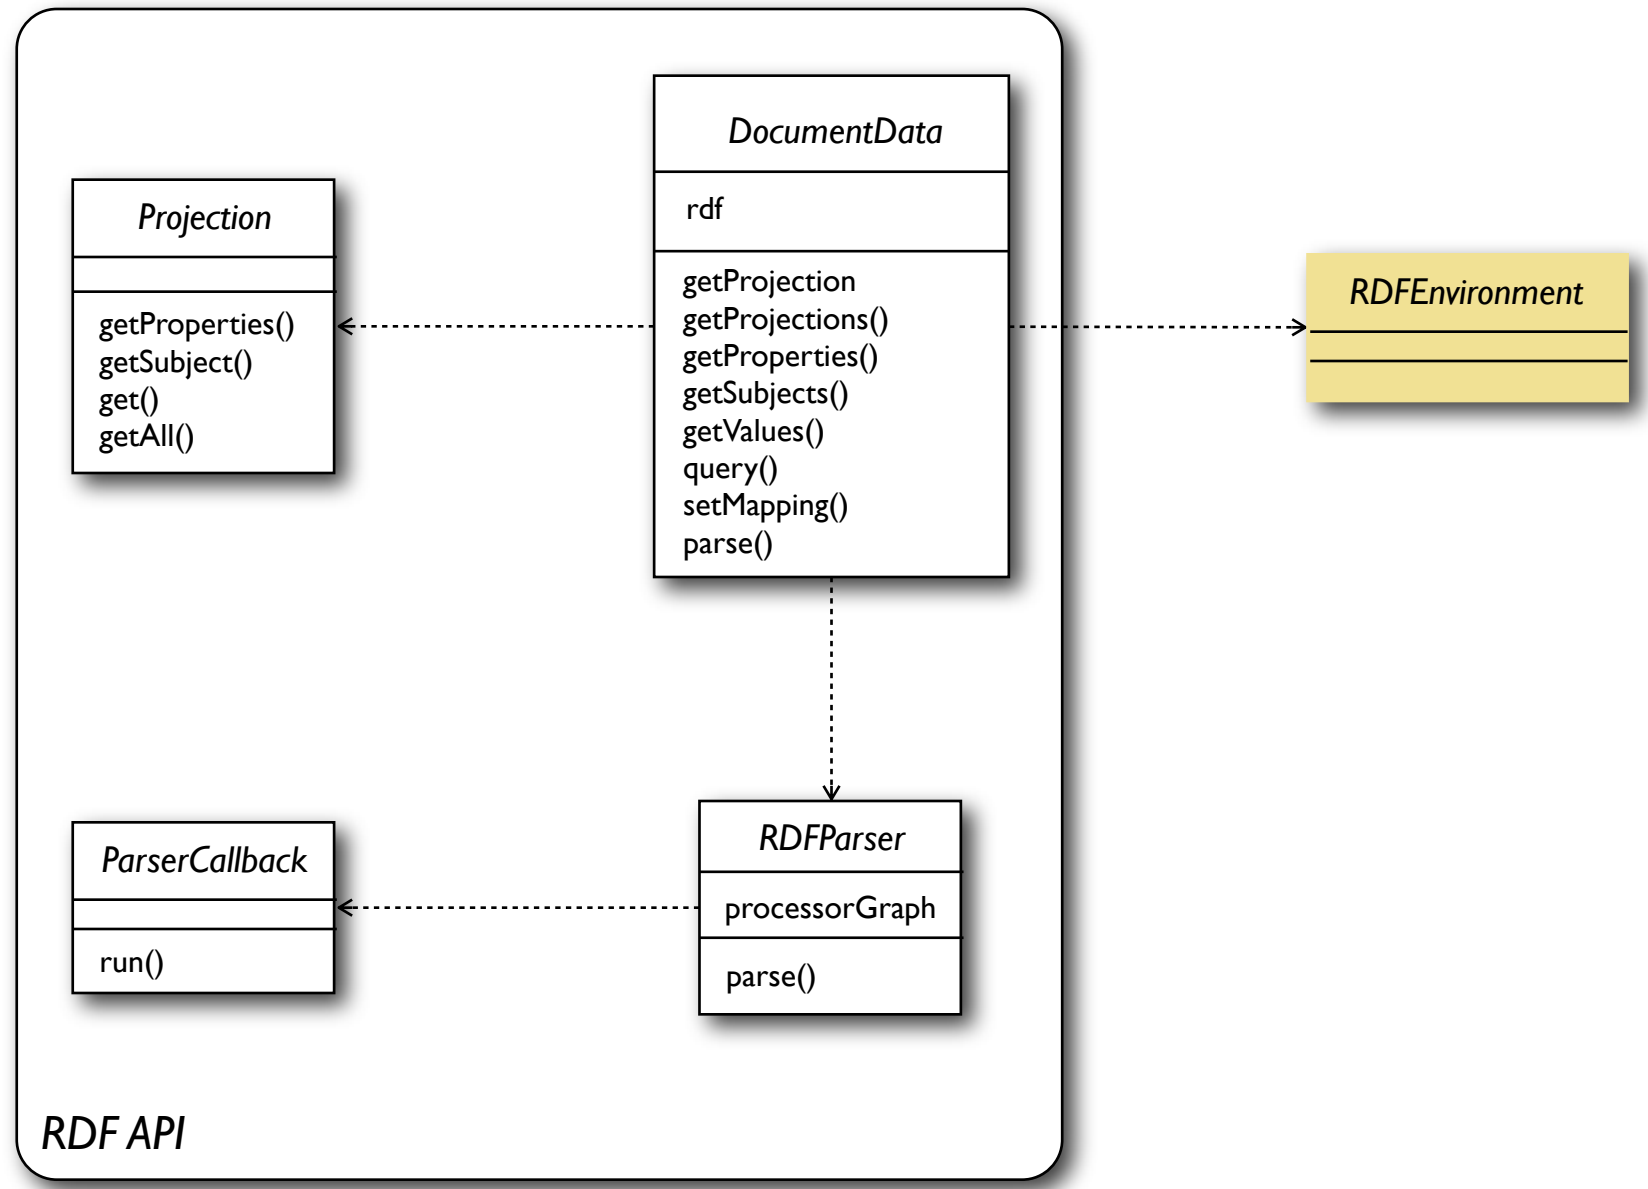 DocumentData
rdf
getProjection
getProjections()
getProperties()
getSubjects()
getValues()
query()
setMapping()
parse()
Projection
getProperties()
getSubject()
get()
getAll()
RDFEnvironment
ParserCallback
run()
RDFParser
processorGraph
parse()
RDF API